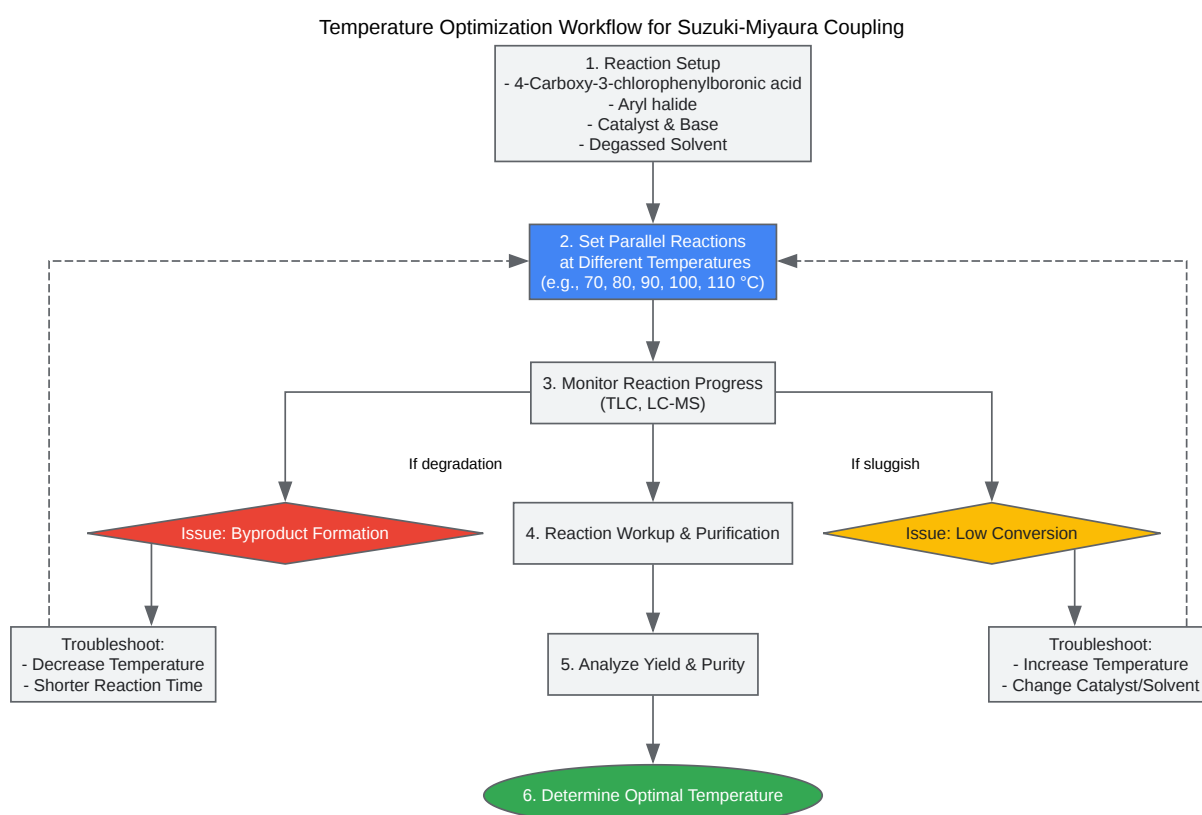 Temperature Optimization Workflow for Suzuki-Miyaura Coupling
1. Reaction Setup
- 4-Carboxy-3-chlorophenylboronic acid
- Aryl halide
- Catalyst & Base
- Degassed Solvent
2. Set Parallel Reactions
at Different Temperatures
(e.g., 70, 80, 90, 100, 110 °C)
3. Monitor Reaction Progress
(TLC, LC-MS)
If degradation
If sluggish
Issue: Byproduct Formation
4. Reaction Workup & Purification
Issue: Low Conversion
Troubleshoot:
- Decrease Temperature
- Shorter Reaction Time
5. Analyze Yield & Purity
Troubleshoot:
- Increase Temperature
- Change Catalyst/Solvent
6. Determine Optimal Temperature